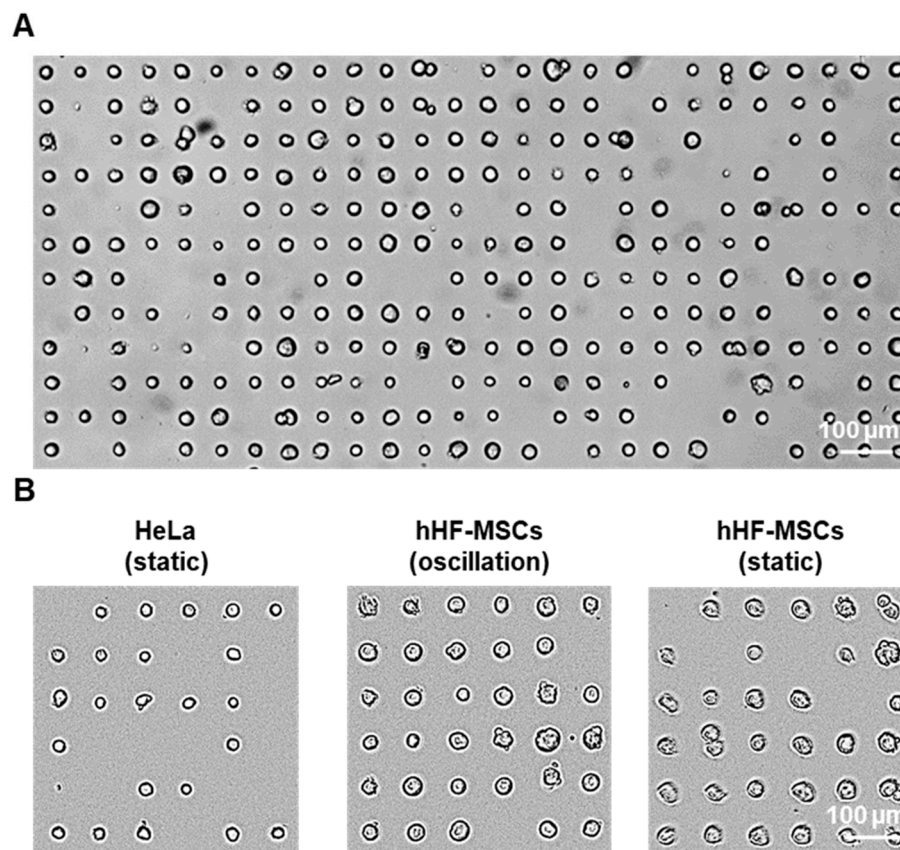 A
100 µm
B
HeLa
(static)
hHF-MSCs
(oscillation)
hHF-MSCs
(static)
100 µm